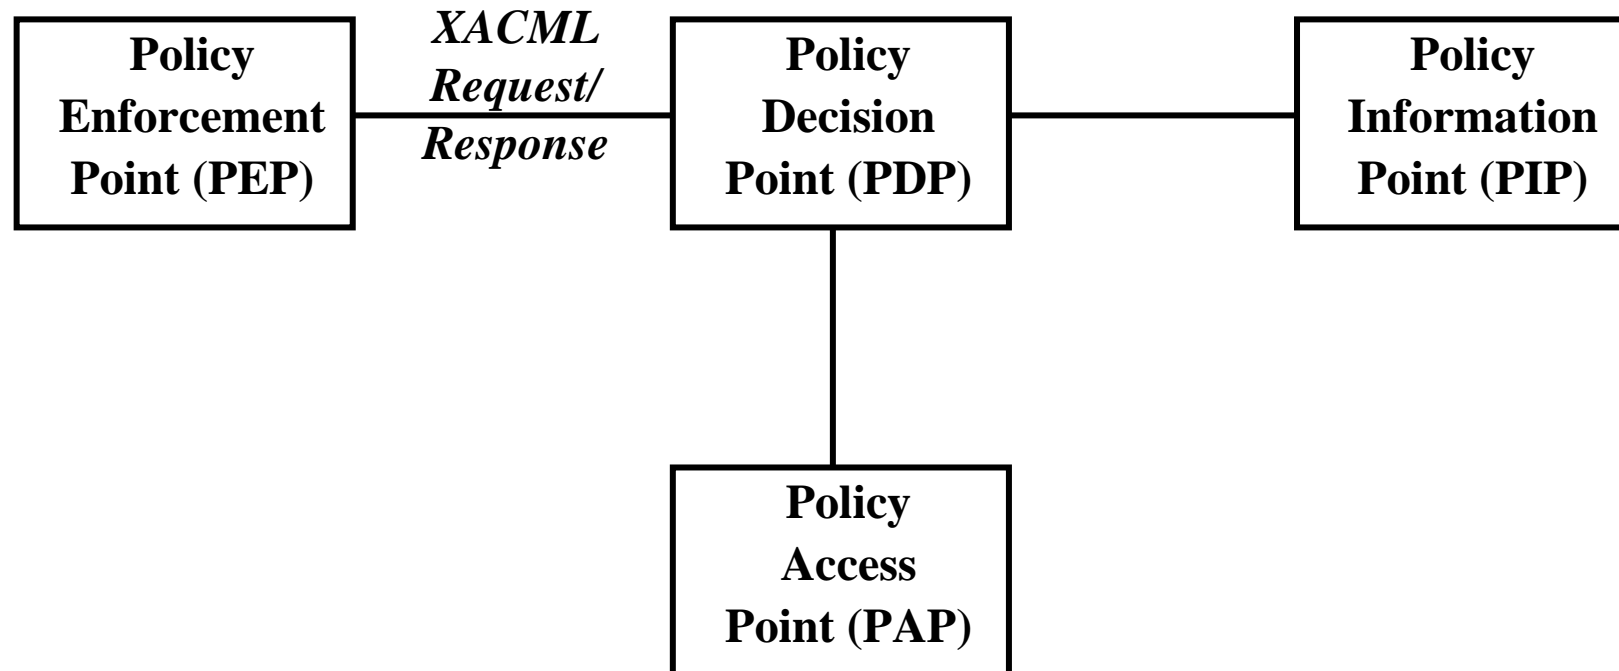 Policy
Enforcement
Point (PEP)
XACML
Request/
Response
Policy
Decision
Point (PDP)
Policy
Information
Point (PIP)
Policy
Access
Point (PAP)